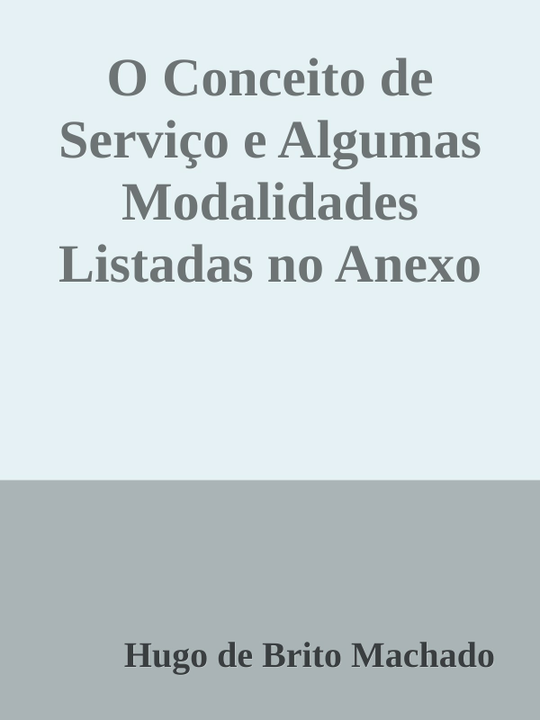 O Conceito de
Serviço e Algumas
Modalidades
Listadas no Anexo
Hugo de Brito Machado